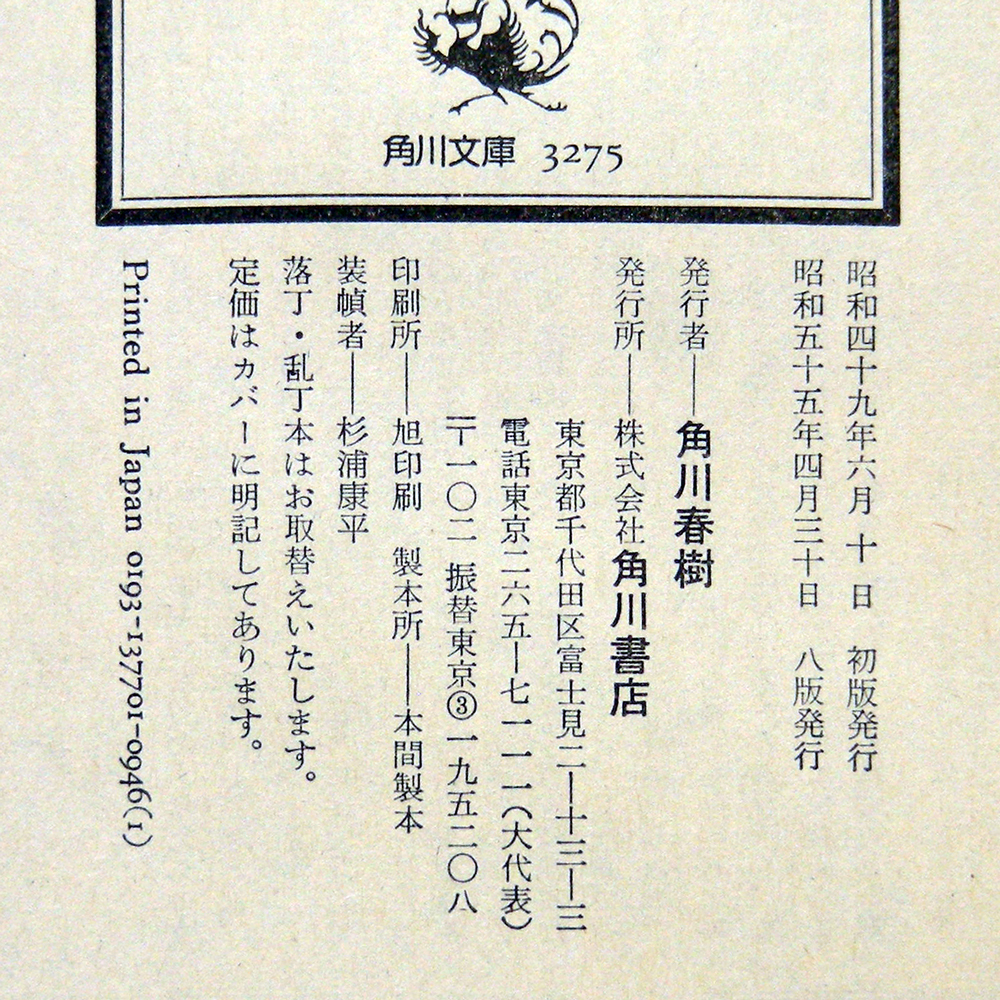 角川文庫 3275
昭和四十九年六月 十 日 初版発行
昭和五十五年四月三十日 八版発行
発行者――角川春樹
発行所――株式会社角川書店
東京都千代田区富士見二ー十三ー三
電話東京二六五ー七一一一(大代表)
〒一〇二 振替東京③一九五二〇八
印刷所――旭印刷 製本所――本間製本
装幀者――杉浦康平
落丁・乱丁本はお取替えいたします。
定価はカバーに明記してあります。
Printed in Japan 0193-137701-0946(1)